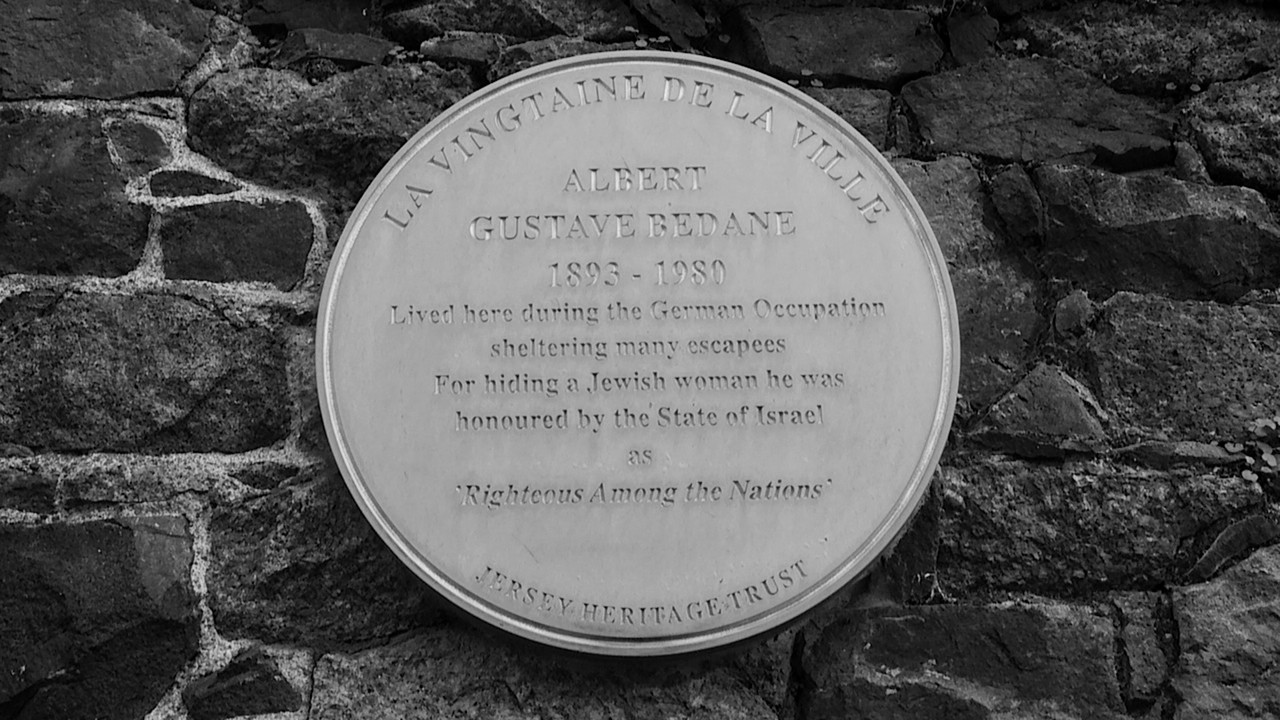 LA VINGTAINE DE LA VILLE
ALBERT
GUSTAVE BEDANE
1893 - 1980
Lived here during the German Occupation
sheltering many escapees
For hiding a Jewish woman he was
honoured by the State of Israel
as
'Righteous Among the Nations'
JERSEY HERITAGE TRUST